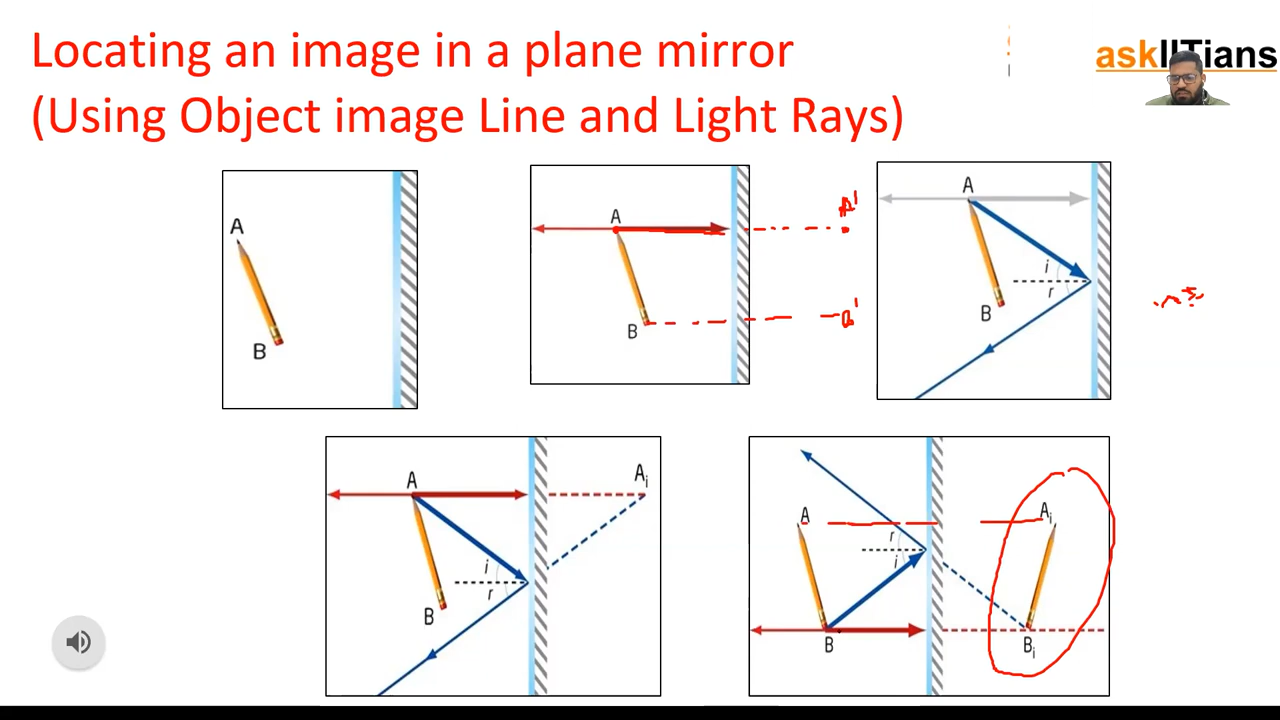 Locating an image in a plane mirror
(Using Object image Line and Light Rays)
askIITians
A
B
A
B
A'
B'
A
B
i
r
A
B
i
r
Ai
A
B
r
i
Ai
Bi